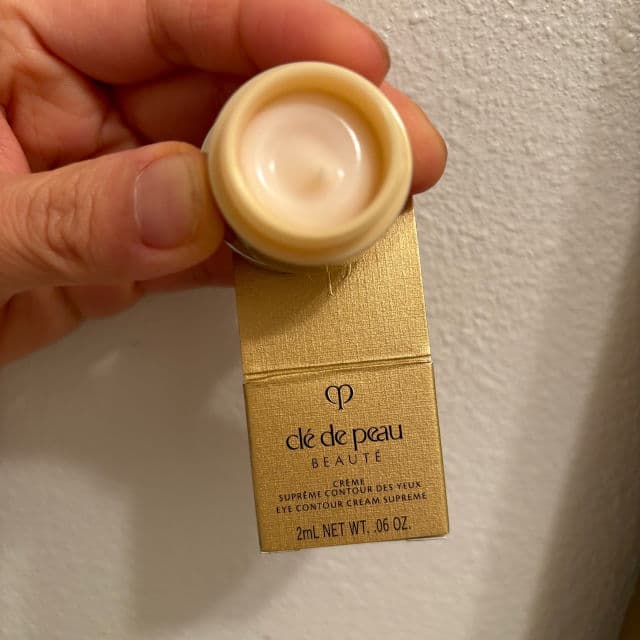 clé de peau
BEAUTÉ
CRÈME
SUPRÊME CONTOUR DES YEUX
EYE CONTOUR CREAM SUPREME
2mL NET WT. .06 OZ.